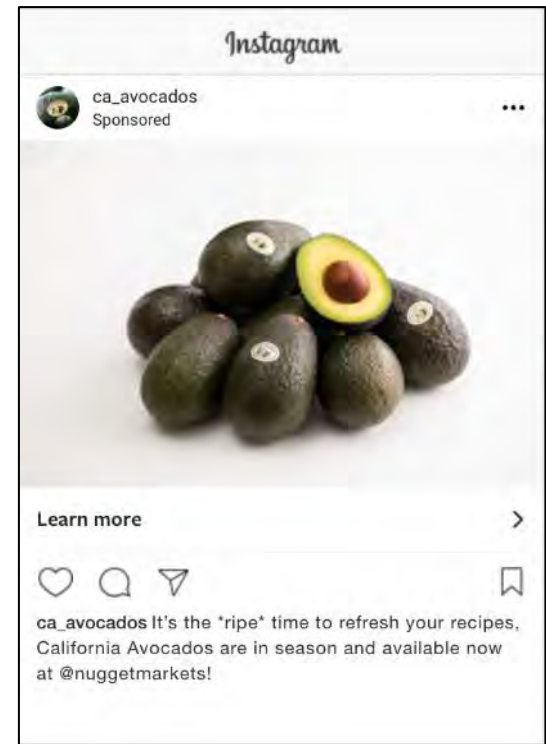 Instagram
ca_avocados
Sponsored
Learn more
ca_avocados It's the *ripe* time to refresh your recipes,
California Avocados are in season and available now
at @nuggetmarkets!